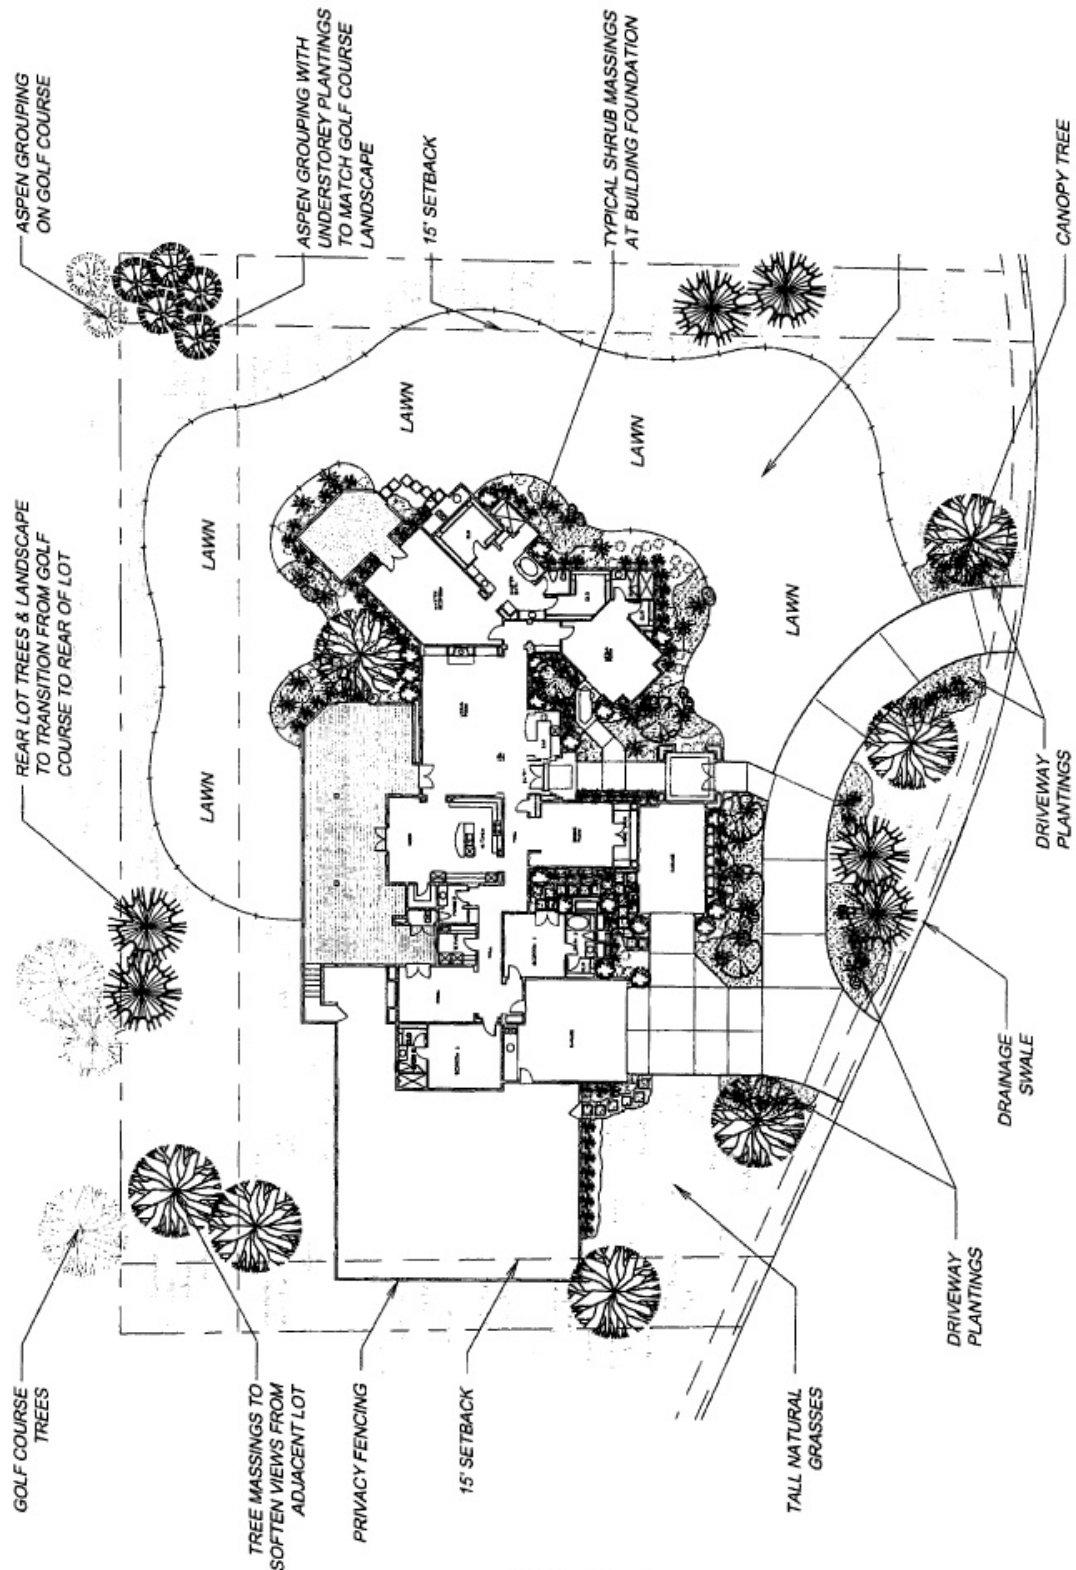 ASPEN GROUPING
ON GOLF COURSE
ASPEN GROUPING WITH
UNDERSTOREY PLANTINGS
TO MATCH GOLF COURSE
LANDSCAPE
15' SETBACK
TYPICAL SHRUB MASSINGS
AT BUILDING FOUNDATION
CANOPY TREE
REAR LOT TREES & LANDSCAPE
TO TRANSITION FROM GOLF
COURSE TO REAR OF LOT
LAWN
LAWN
LAWN
LAWN
LAWN
DRIVEWAY
PLANTINGS
DRAINAGE
SWALE
DRIVEWAY
PLANTINGS
GOLF COURSE
TREES
TREE MASSINGS TO
SOFTEN VIEWS FROM
ADJACENT LOT
PRIVACY FENCING
15' SETBACK
TALL NATURAL
GRASSES